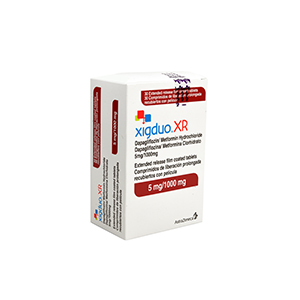 30 Extended release film coated tablets
30 Comprimidos de liberación prolongada
recubiertos con película
xigduo XR
Dapagliflozin/ Metformin Hydrochloride
Dapagliflozina/ Metformina Clorhidrato
5mg/1000mg
Extended release film coated tablets
Comprimidos de liberación prolongada
recubiertos con película
5 mg/1000 mg
AstraZeneca